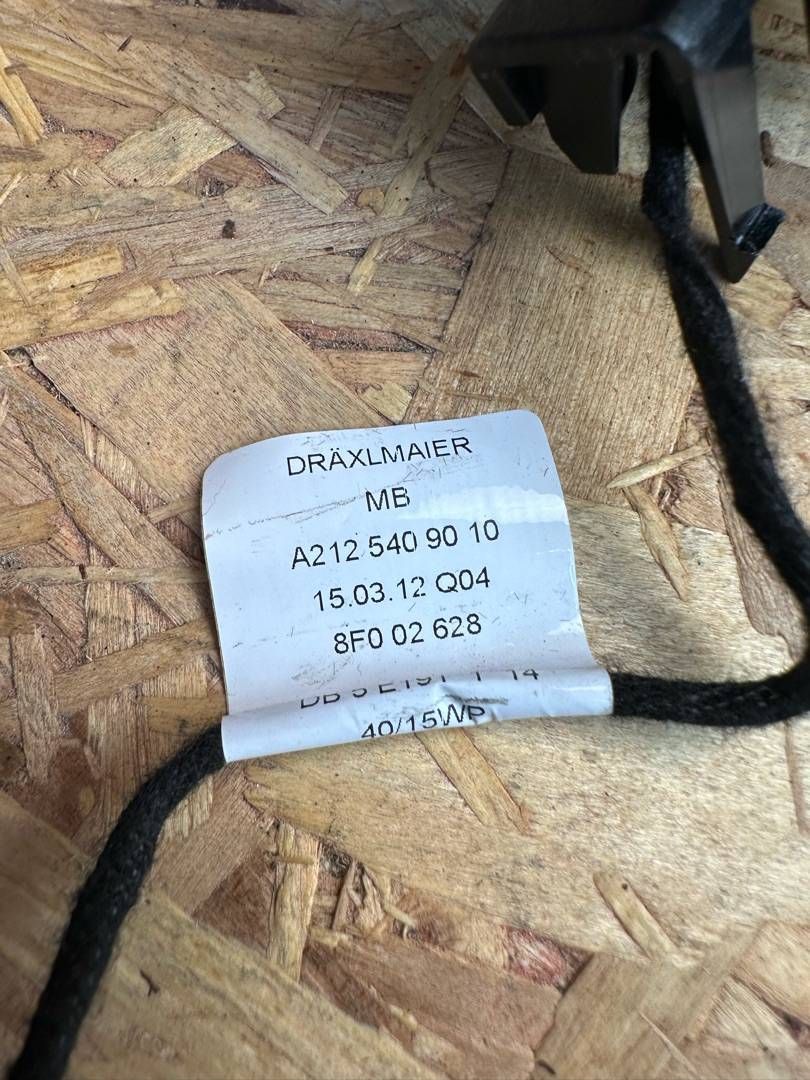 DRÄXLMAIER
MB
A212 540 90 10
15.03.12 Q04
8F0 02 628
40/15WP